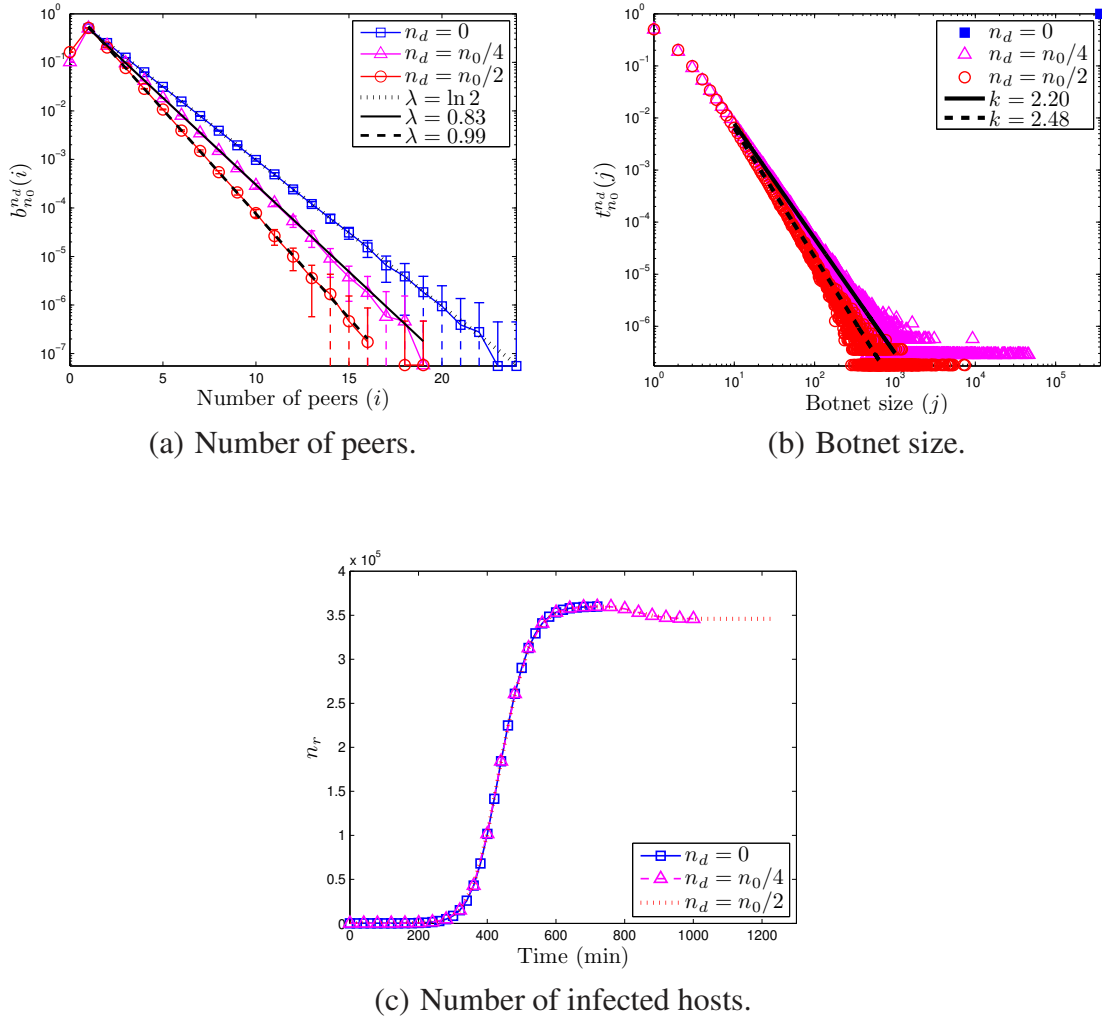 10^0
10^-1
10^-2
10^-3
10^-4
10^-5
10^-6
10^-7
b_{n_0}^{n_d}(i)
n_d = 0
n_d = n_0/4
n_d = n_0/2
λ = ln 2
λ = 0.83
λ = 0.99
0 5 10 15 20
Number of peers (i)
(a) Number of peers.
10^0
10^-1
10^-2
10^-3
10^-4
10^-5
10^-6
t_{n_0}^{n_d}(j)
n_d = 0
n_d = n_0/4
n_d = n_0/2
k = 2.20
k = 2.48
10^0 10^1 10^2 10^3 10^4 10^5
Botnet size (j)
(b) Botnet size.
x 10^5
4
3.5
3
2.5
2
1.5
1
0.5
0
n_r
n_d = 0
n_d = n_0/4
n_d = n_0/2
0 200 400 600 800 1000 1200
Time (min)
(c) Number of infected hosts.